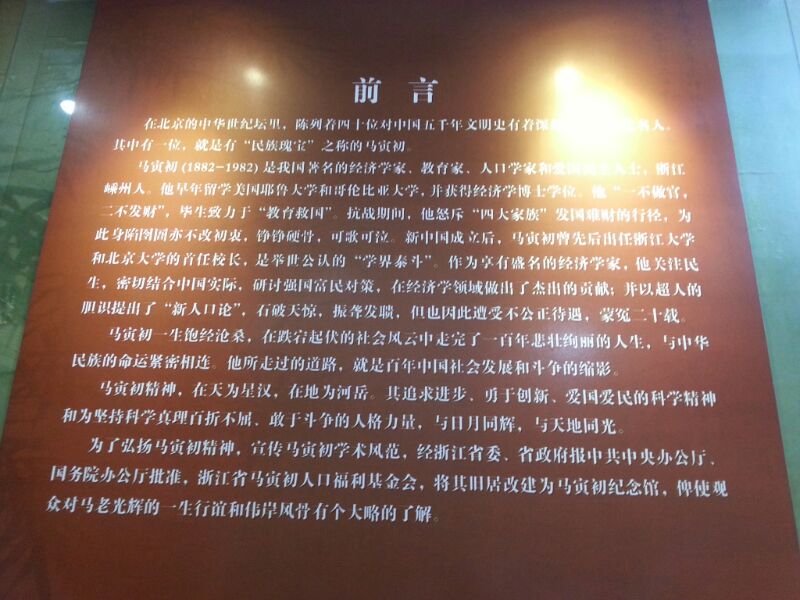 前 言
在北京的中华世纪坛里，陈列着四十位对中国五千年文明史有着深名人。
其中有一位，就是有“民族瑰宝”之称的马寅初。
马寅初(1882-1982)是我国著名的经济学家、教育家、人口学家和爱国民主人士，浙江
嵊州人。他早年留学美国耶鲁大学和哥伦比亚大学，并获得经济学博士学位。他“一不做官，
二不发财”，毕生致力于“教育救国”。抗战期间，他怒斥“四大家族”发国难财的行径，为
此身陷囹圄亦不改初衷，铮铮硬骨，可歌可泣。新中国成立后，马寅初曾先后出任浙江大学
和北京大学的首任校长，是举世公认的“学界泰斗”。作为享有盛名的经济学家，他关注民
生，密切结合中国实际，研讨强国富民对策，在经济学领域做出了杰出的贡献；并以超人的
胆识提出了“新人口论”，石破天惊，振聋发聩，但也因此遭受不公正待遇，蒙冤二十载。
马寅初一生饱经沧桑，在跌宕起伏的社会风云中走完了一百年悲壮绚丽的人生，与中华
民族的命运紧密相连。他所走过的道路，就是百年中国社会发展和斗争的缩影。
马寅初精神，在天为星汉，在地为河岳。其追求进步、勇于创新、爱国爱民的科学精神
和为坚持科学真理百折不屈、敢于斗争的人格力量，与日月同辉，与天地同光。
为了弘扬马寅初精神，宣传马寅初学术风范，经浙江省委、省政府报中共中央办公厅、
国务院办公厅批准，浙江省马寅初人口福利基金会，将其旧居改建为马寅初纪念馆，俾使观
众对马老光辉的一生行谊和伟岸风骨有个大略的了解。